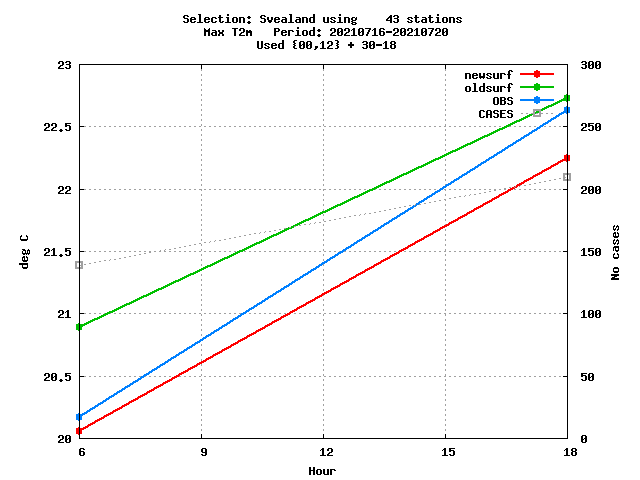 Selection: Svealand using    43 stations
Max T2m   Period: 20210716-20210720
Used {00,12} + 30-18
newsurf
oldsurf
OBS
CASES
23
22,5
22
21,5
21
20,5
20
300
250
200
150
100
50
0
6
9
12
15
18
deg C
No cases
Hour